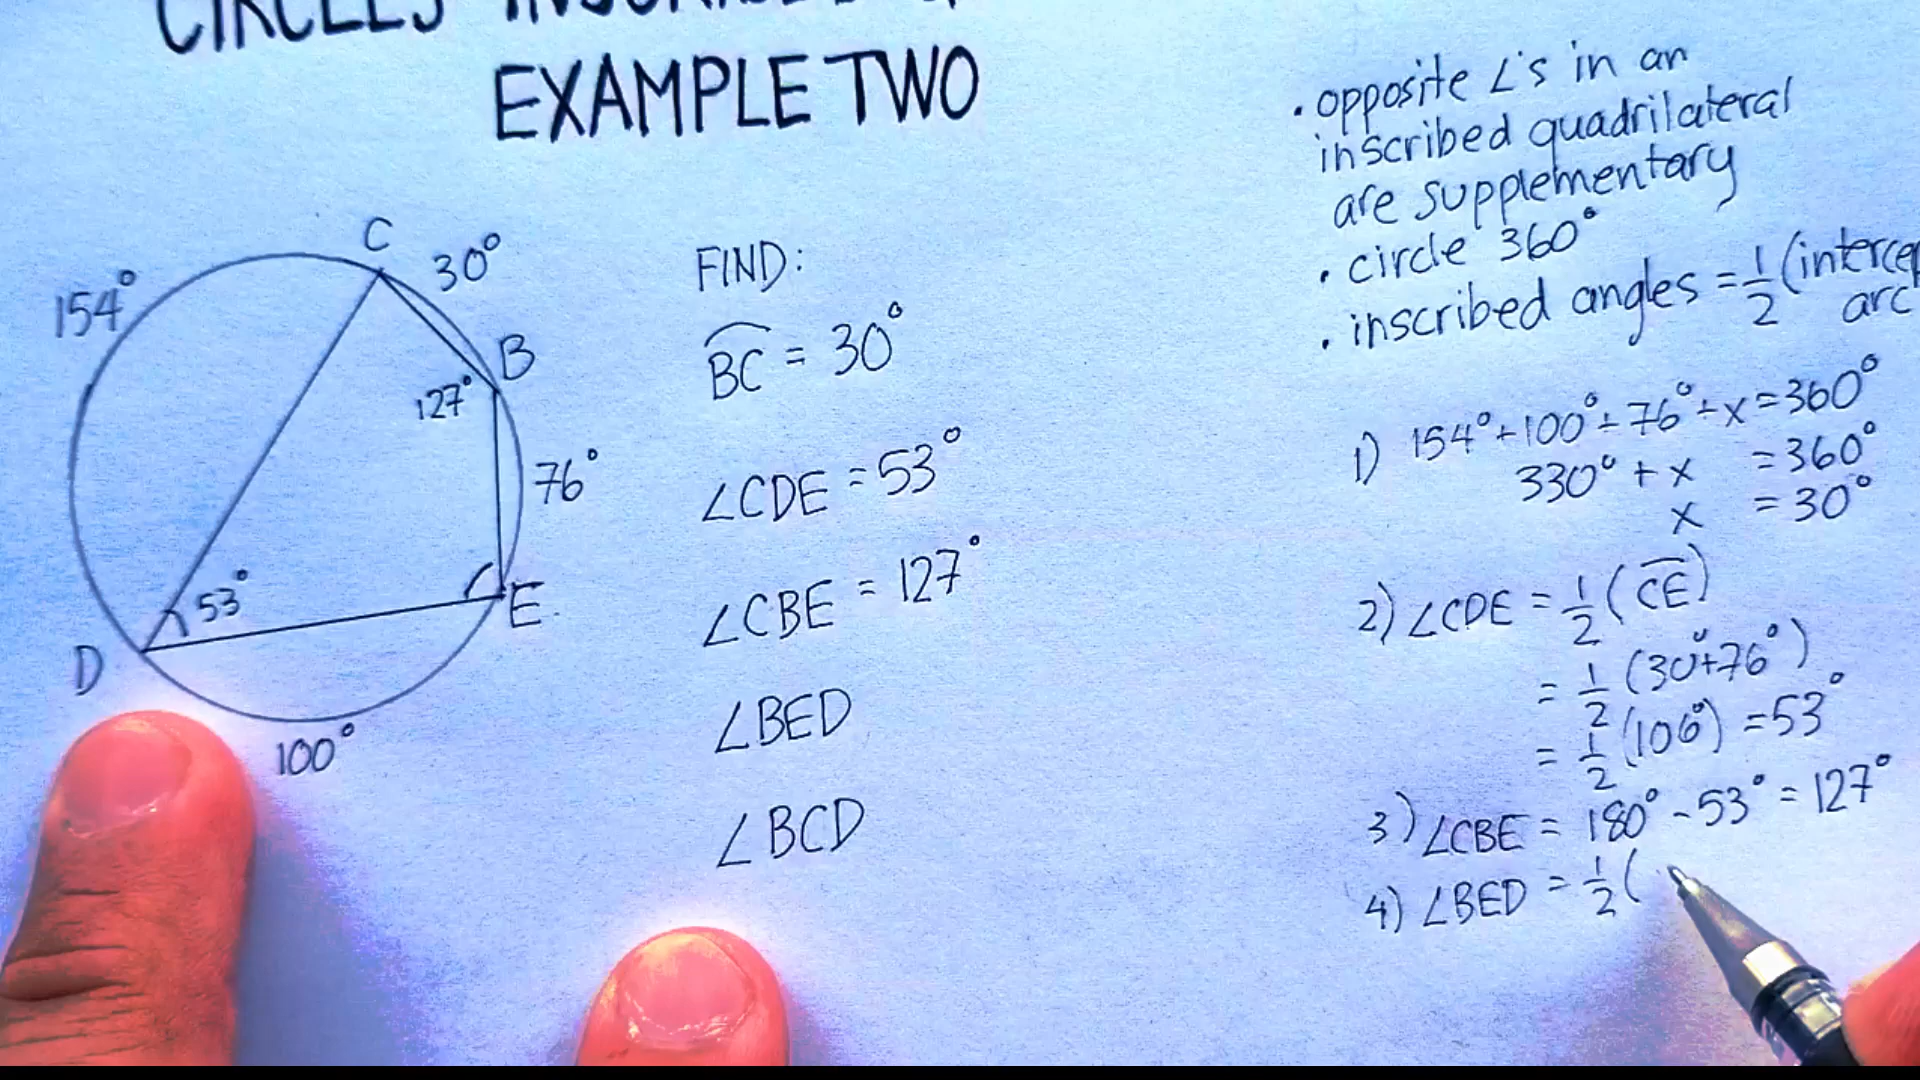 EXAMPLE TWO
C
30°
154°
B
127°
76°
53°
E
D
100°
FIND:
BC = 30°
∠CDE = 53°
∠CBE = 127°
∠BED
∠BCD
• opposite ∠'s in an
inscribed quadrilateral
are supplementary
• circle 360°
• inscribed angles = 1/2 (
arc
1) 154° + 100° + 76° + x = 360°
330° + x = 360°
x = 30°
2) ∠CDE = 1/2 (CE)
= 1/2 (30° + 76°)
= 1/2 (106°) = 53°
3) ∠CBE = 180° - 53° = 127°
4) ∠BED = 1/2 (